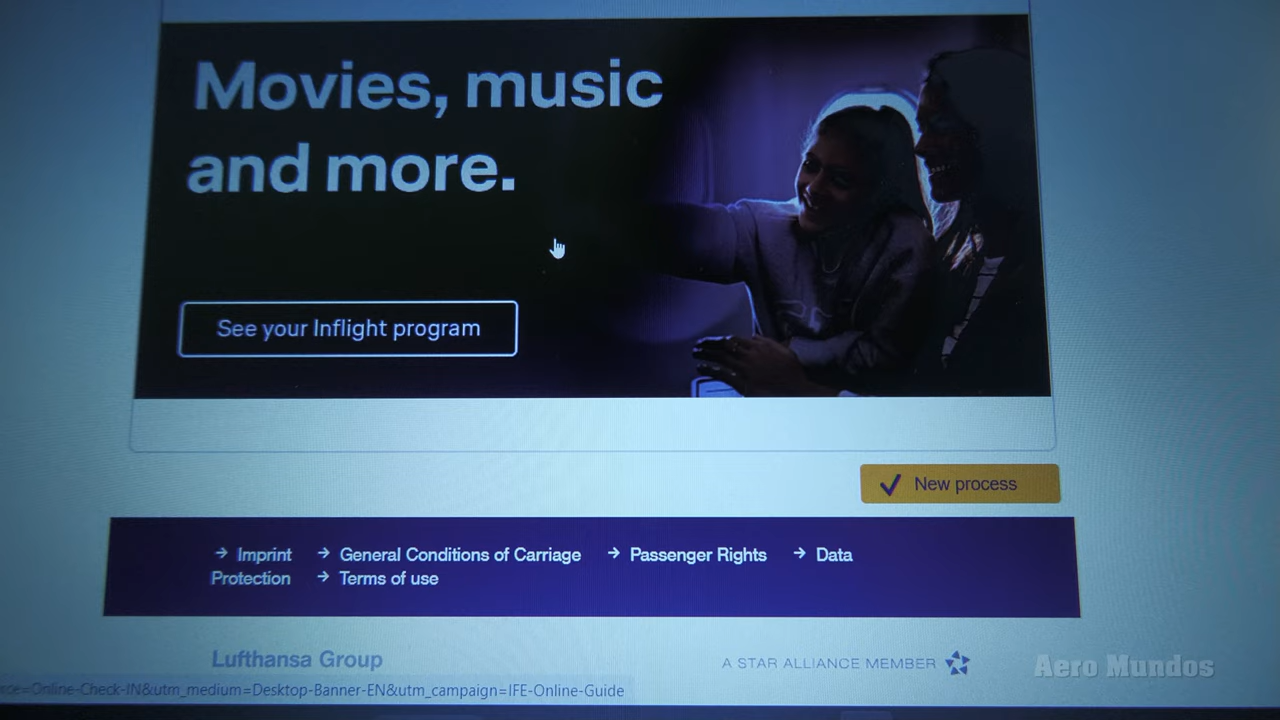 Movies, music
and more.
See your Inflight program
New process
→ Imprint → General Conditions of Carriage → Passenger Rights → Data
Protection → Terms of use
Lufthansa Group
A STAR ALLIANCE MEMBER
Aero Mundos
=Online-Check-IN&utm_medium=Desktop-Banner-EN&utm_campaign=IFE-Online-Guide